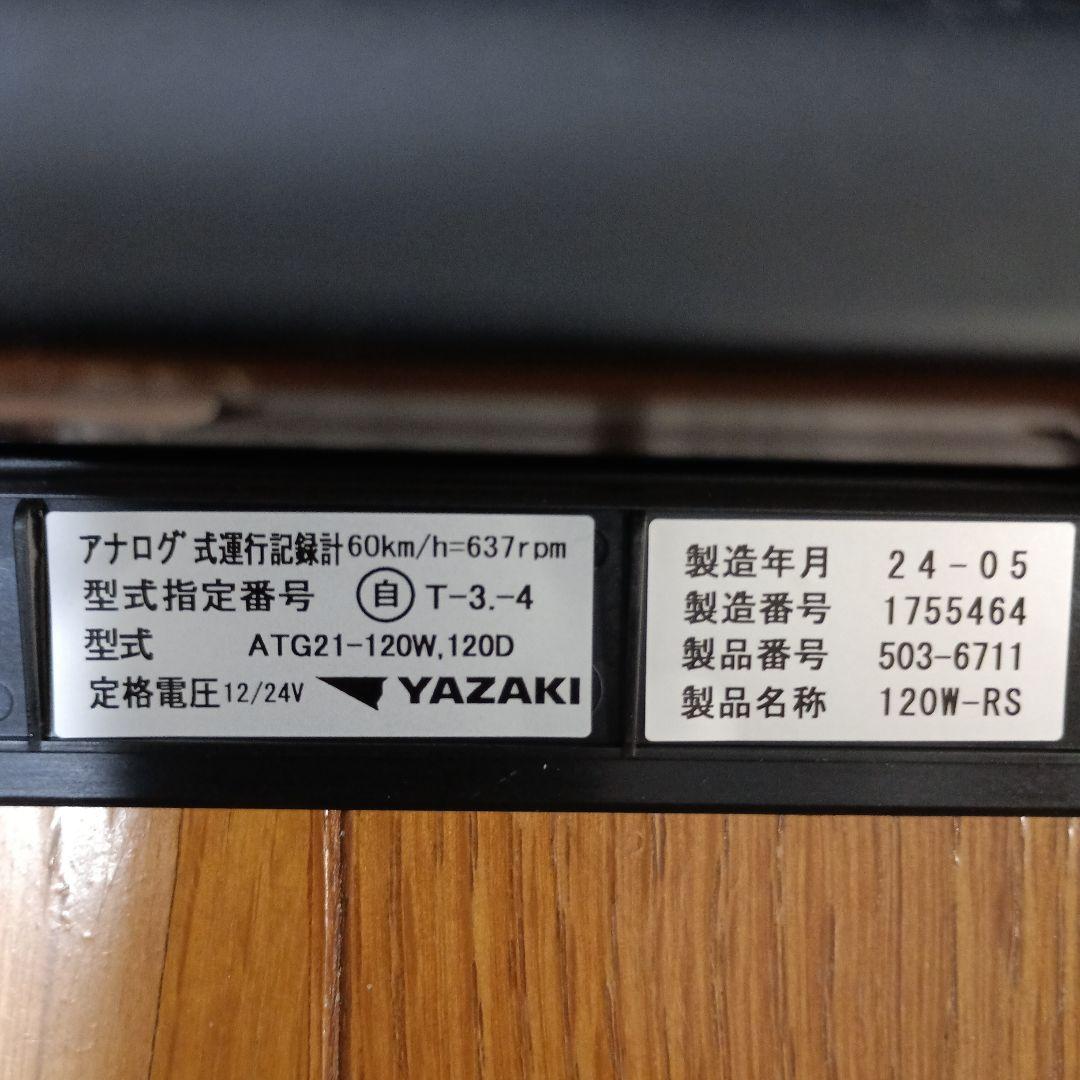 アナログ式運行記録計60km/h=637rpm
型式指定番号 自 T-3.-4
型式 ATG21-120W,120D
定格電圧12/24V YAZAKI
製造年月 24-05
製造番号 1755464
製品番号 503-6711
製品名称 120W-RS